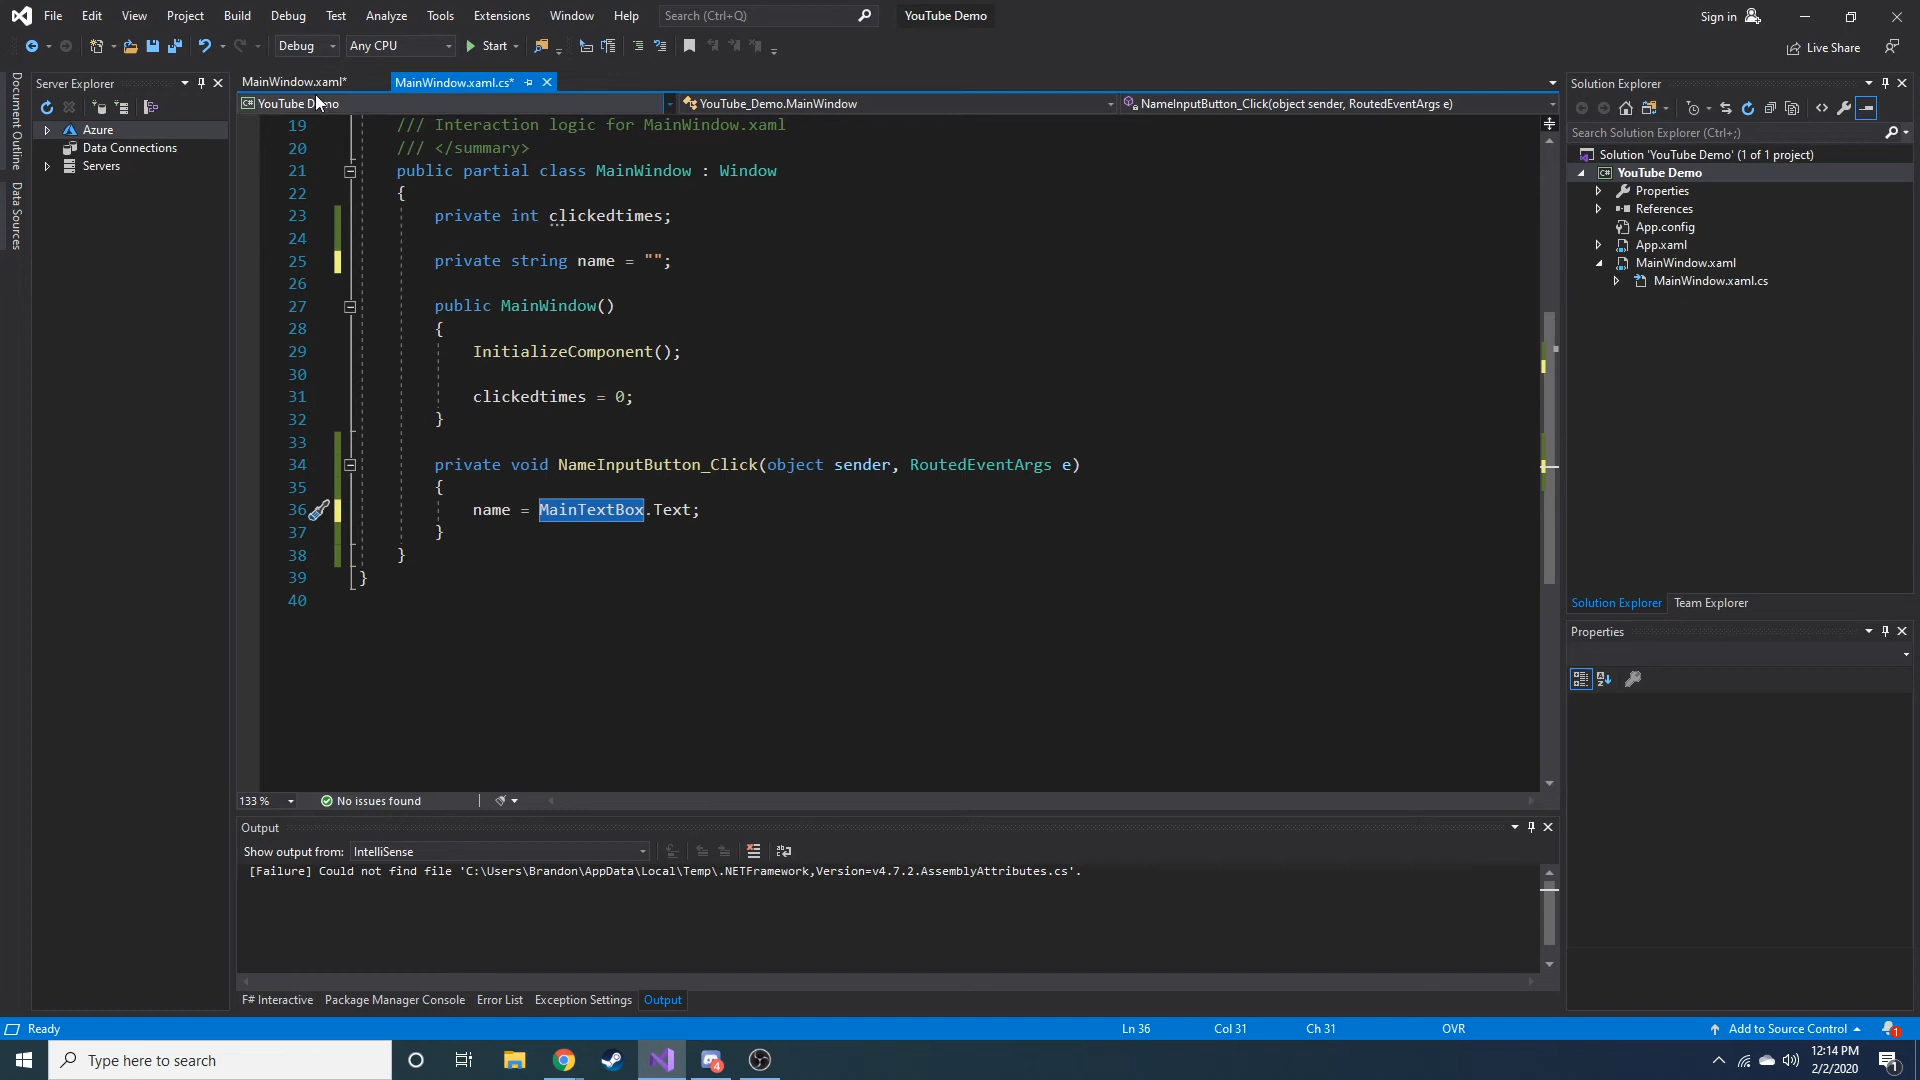 File Edit View Project Build Debug Test Analyze Tools Extensions Window Help Search (Ctrl+Q) YouTube Demo Sign in
Debug Any CPU Start Live Share
Document Outline
Data Sources
Server Explorer
Azure
Data Connections
Servers
MainWindow.xaml* MainWindow.xaml.cs*
C# YouTube Demo YouTube_Demo.MainWindow NameInputButton_Click(object sender, RoutedEventArgs e)
19 /// Interaction logic for MainWindow.xaml
20 /// </summary>
21 public partial class MainWindow : Window
22 {
23 private int clickedtimes;
24
25 private string name = "";
26
27 public MainWindow()
28 {
29 InitializeComponent();
30
31 clickedtimes = 0;
32 }
33
34 private void NameInputButton_Click(object sender, RoutedEventArgs e)
35 {
36 name = MainTextBox.Text;
37 }
38 }
39 }
40
133 % No issues found
Output
Show output from: IntelliSense
[Failure] Could not find file 'C:\Users\Brandon\AppData\Local\Temp\.NETFramework,Version=v4.7.2.AssemblyAttributes.cs'.
F# Interactive Package Manager Console Error List Exception Settings Output
Solution Explorer
Search Solution Explorer (Ctrl+;)
Solution 'YouTube Demo' (1 of 1 project)
C# YouTube Demo
Properties
References
App.config
App.xaml
MainWindow.xaml
MainWindow.xaml.cs
Solution Explorer Team Explorer
Properties
Ready Ln 36 Col 31 Ch 31 OVR Add to Source Control 1
Type here to search 4 12:14 PM
2/2/2020 1